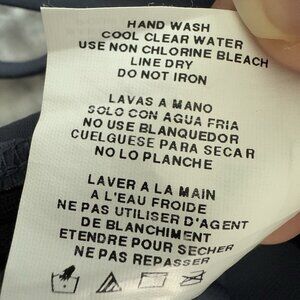 HAND WASH
COOL CLEAR WATER
USE NON CHLORINE BLEACH
LINE DRY
DO NOT IRON
LAVAS A MANO
SOLO CON AGUA FRIA
NO USE BLANQUEDOR
CUELGUESE PARA SECAR
NO LO PLANCHE
LAVER A LA MAIN
A L'EAU FROIDE
NE PAS UTILISER D'AGENT
DE BLANCHIMENT
ETENDRE POUR SECHER
NE PAS REPASSER